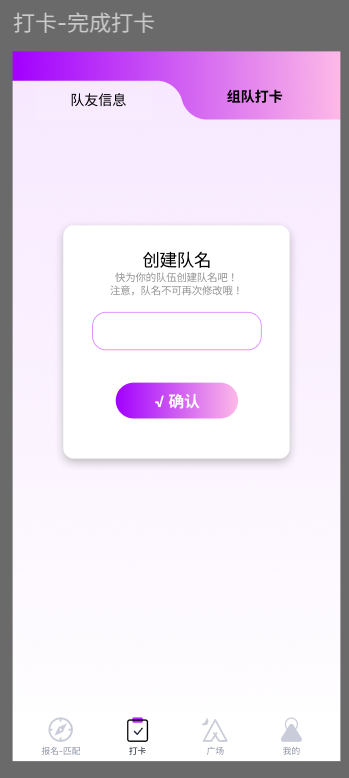 打卡-完成打卡
队友信息
组队打卡
创建队名
快为你的队伍创建队名吧！
注意，队名不可再次修改哦！
√ 确认
报名-匹配
打卡
广场
我的